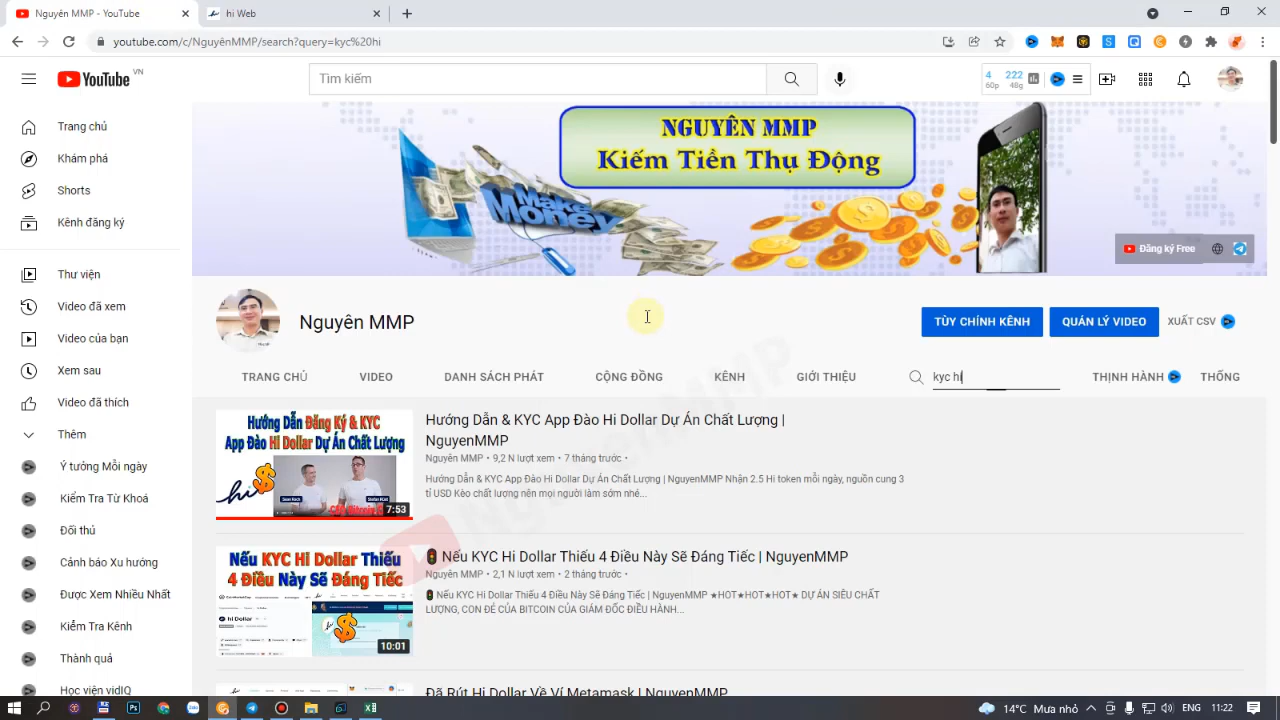 Nguyên MMP - YouTube
hi Web
youtube.com/c/NguyênMMP/search?query=kyc%20hi
YouTube VN
Tìm kiếm
4
60p
222
48g
Trang chủ
Khám phá
Shorts
Kênh đăng ký
Thư viện
Video đã xem
Video của bạn
Xem sau
Video đã thích
Thêm
Ý tưởng Mỗi ngày
Kiểm Tra Từ Khoá
Đối thủ
Cảnh báo Xu hướng
Được Xem Nhiều Nhất
Kiểm Tra Kênh
Thành quả
Học viện vidIQ
NGUYÊN MMP
Kiếm Tiền Thụ Động
MAKE MONEY
Đăng ký Free
Nguyên MMP
TÙY CHỈNH KÊNH
QUẢN LÝ VIDEO
XUẤT CSV
TRANG CHỦ
VIDEO
DANH SÁCH PHÁT
CỘNG ĐỒNG
KÊNH
GIỚI THIỆU
kyc hi
THỊNH HÀNH
THỐNG
Hướng Dẫn Đăng Ký & KYC
App Đào Hi Dollar Dự Án Chất Lượng
hi $
7:53
Hướng Dẫn & KYC App Đào Hi Dollar Dự Án Chất Lượng |
NguyenMMP
Nguyên MMP • 9,2 N lượt xem • 7 tháng trước •
Hướng Dẫn & KYC App Đào Hi Dollar Dự Án Chất Lượng | NguyenMMP Nhận 2.5 Hi token mỗi ngày, nguồn cung 3
tỉ USD Kèo chất lượng nên mọi người làm sớm nhé...
Nếu KYC Hi Dollar Thiếu
4 Điều Này Sẽ Đáng Tiếc
hi Dollar
$
10:01
Nếu KYC Hi Dollar Thiếu 4 Điều Này Sẽ Đáng Tiếc | NguyenMMP
Nguyên MMP • 2,1 N lượt xem • 2 tháng trước •
Nếu KYC Hi Dollar Thiếu 4 Điều Này Sẽ Đáng Tiếc | NguyenMMP ★HOT★HOT★HOT★ DỰ ÁN SIÊU CHẤT
LƯỢNG, CON ĐẺ CỦA BITCOIN CỦA GIÁM ĐỐC ĐIỀU HÀNH...
Đã Rút Hi Dollar Về Ví Metamask | NguyenMMP
14°C Mưa nhỏ
ENG
11:22